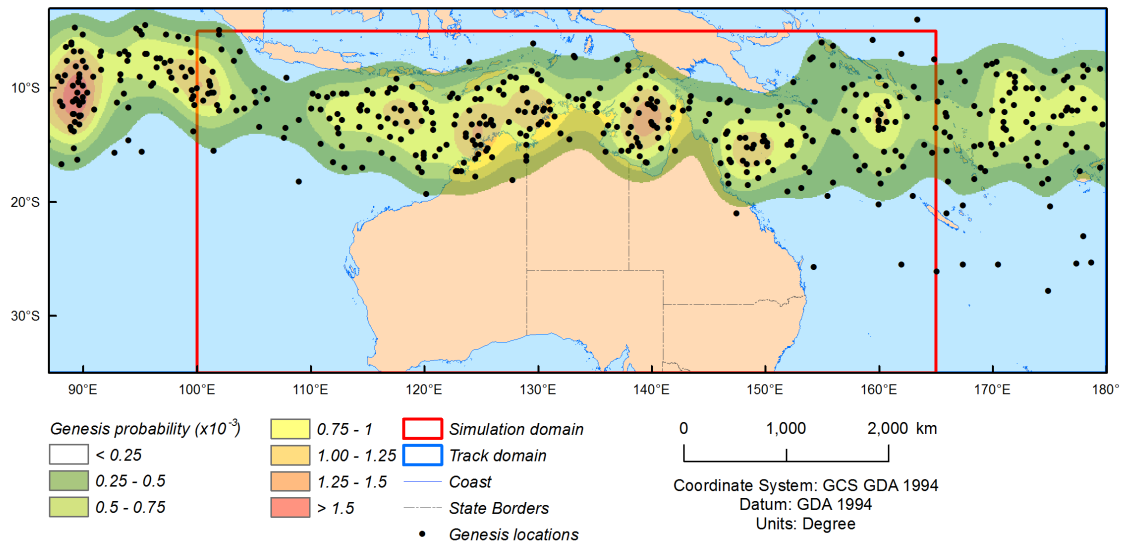 10°S
20°S
30°S
90°E 100°E 110°E 120°E 130°E 140°E 150°E 160°E 170°E 180°
Genesis probability (x10-3)
< 0.25
0.25 - 0.5
0.5 - 0.75
0.75 - 1
1.00 - 1.25
1.25 - 1.5
> 1.5
Simulation domain
Track domain
Coast
State Borders
Genesis locations
0 1,000 2,000 km
Coordinate System: GCS GDA 1994
Datum: GDA 1994
Units: Degree